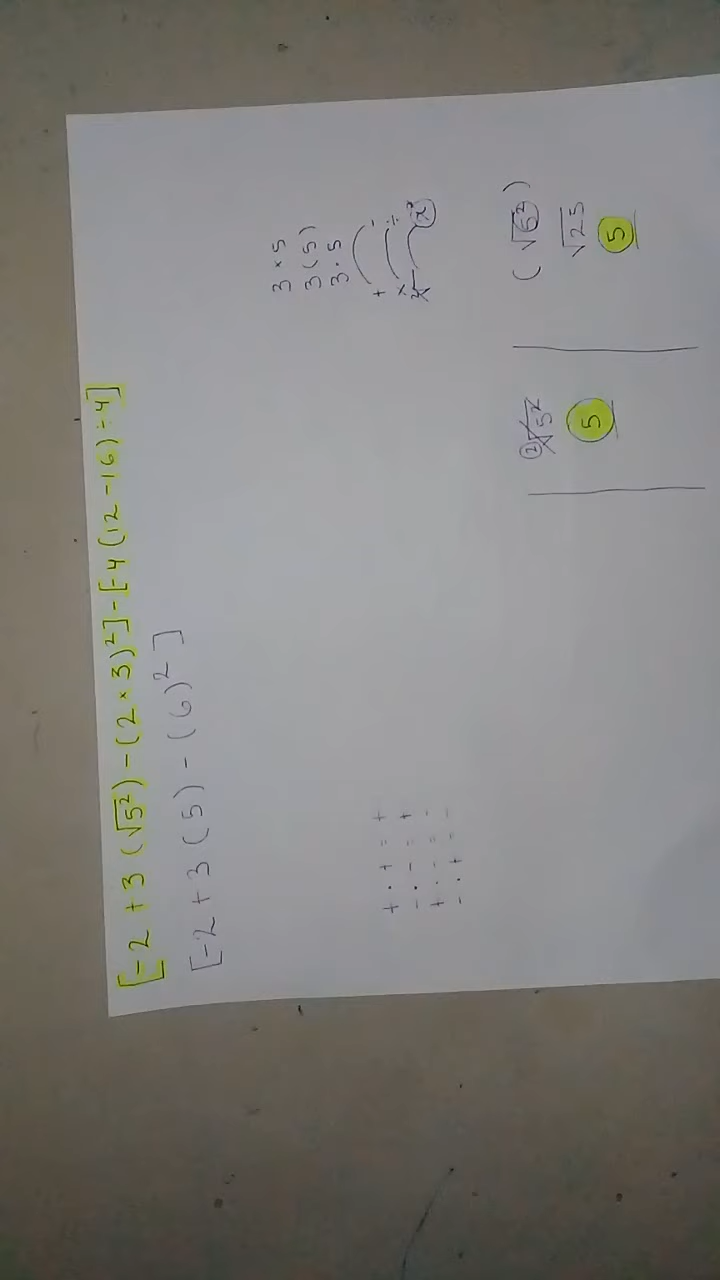 [-2 + 3 (√5²) - (2 × 3)²] - [-4 (12 - 16) ÷ 4]
[-2 + 3 (5) - (6)²]
+ . + = +
- . - = +
+ . - = -
- . + = -
3 × 5
3 (5)
3 . 5
+ -
× ÷
²√5²
5
(√5²)
√25
5